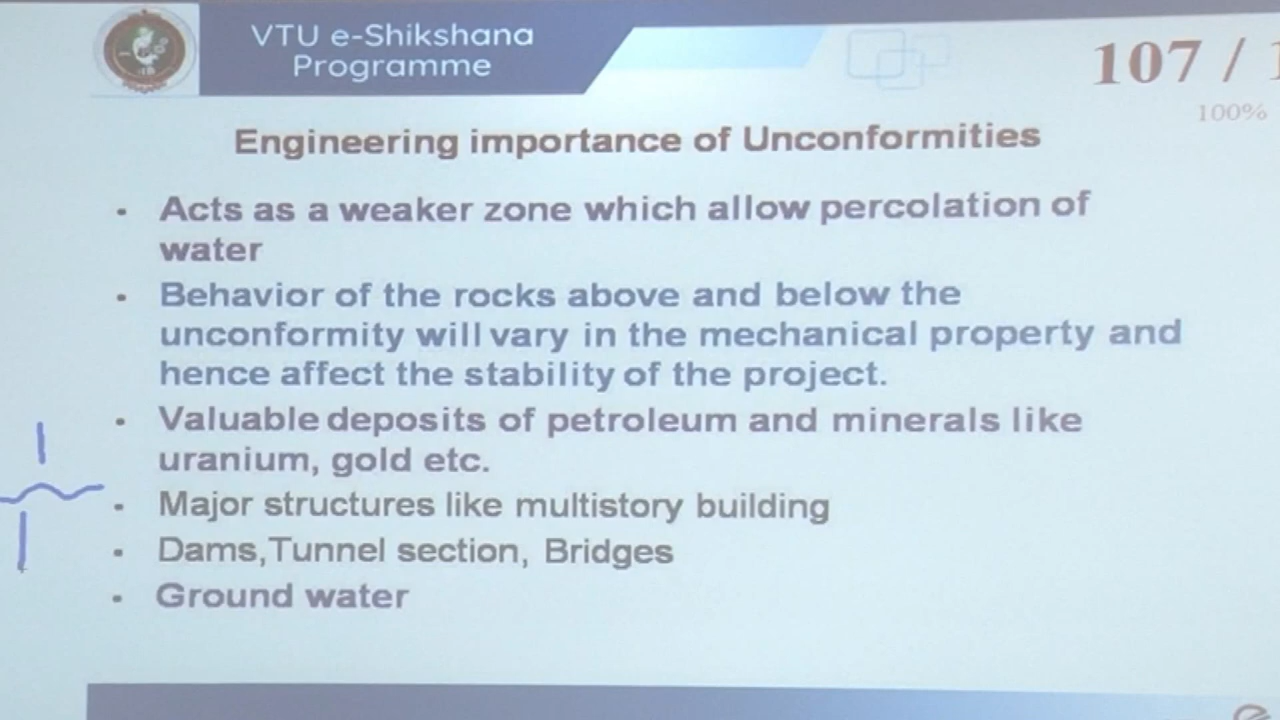 VTU e-Shikshana
Programme
107 /
100%
Engineering importance of Unconformities
• Acts as a weaker zone which allow percolation of
water
• Behavior of the rocks above and below the
unconformity will vary in the mechanical property and
hence affect the stability of the project.
• Valuable deposits of petroleum and minerals like
uranium, gold etc.
• Major structures like multistory building
• Dams,Tunnel section, Bridges
• Ground water